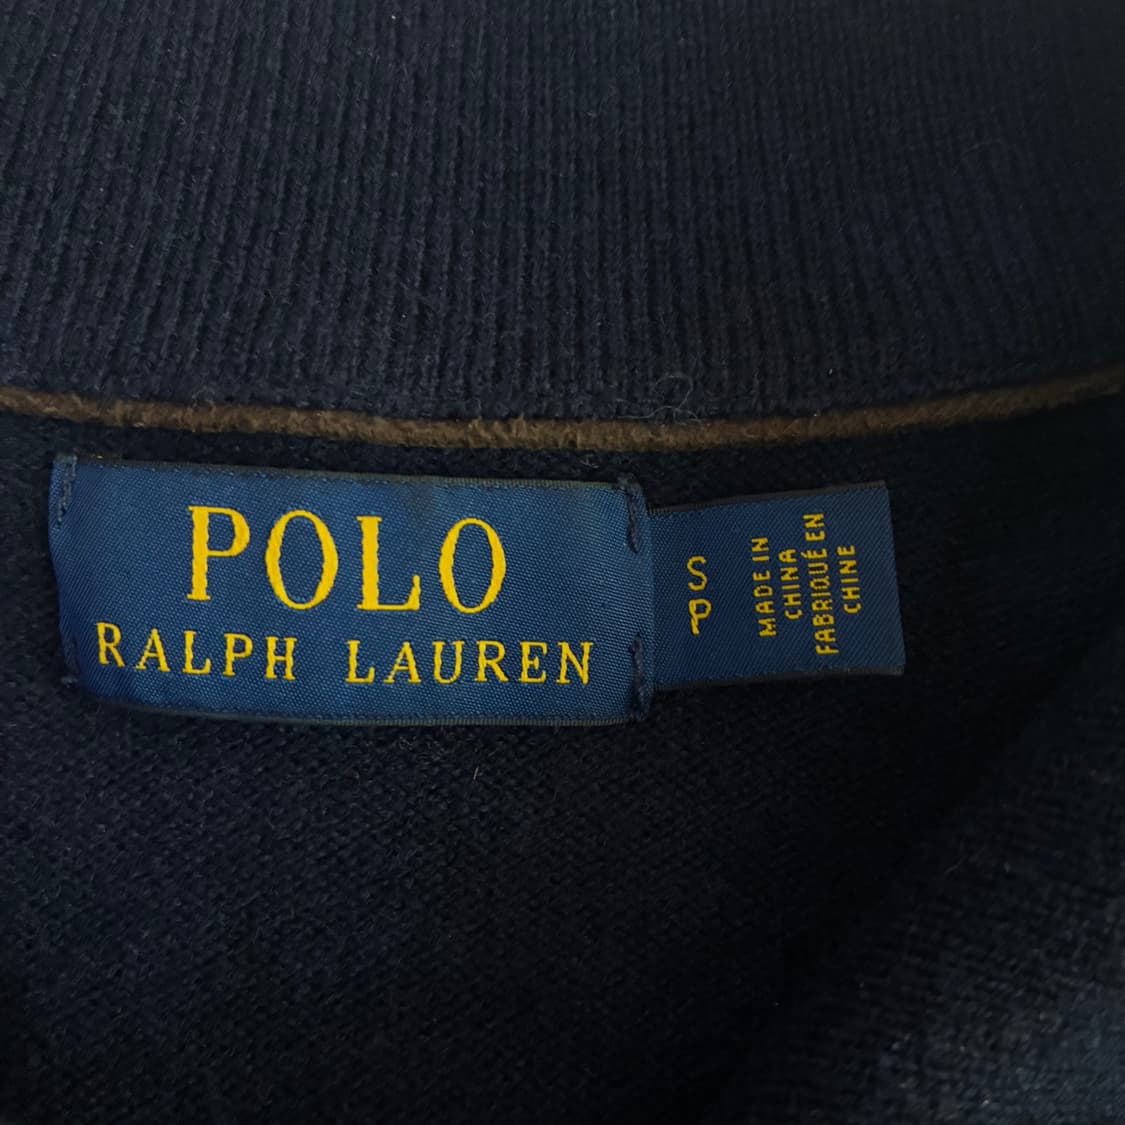 POLO
RALPH LAUREN
S
P
MADE IN
CHINA
FABRIQUÉ EN
CHINE